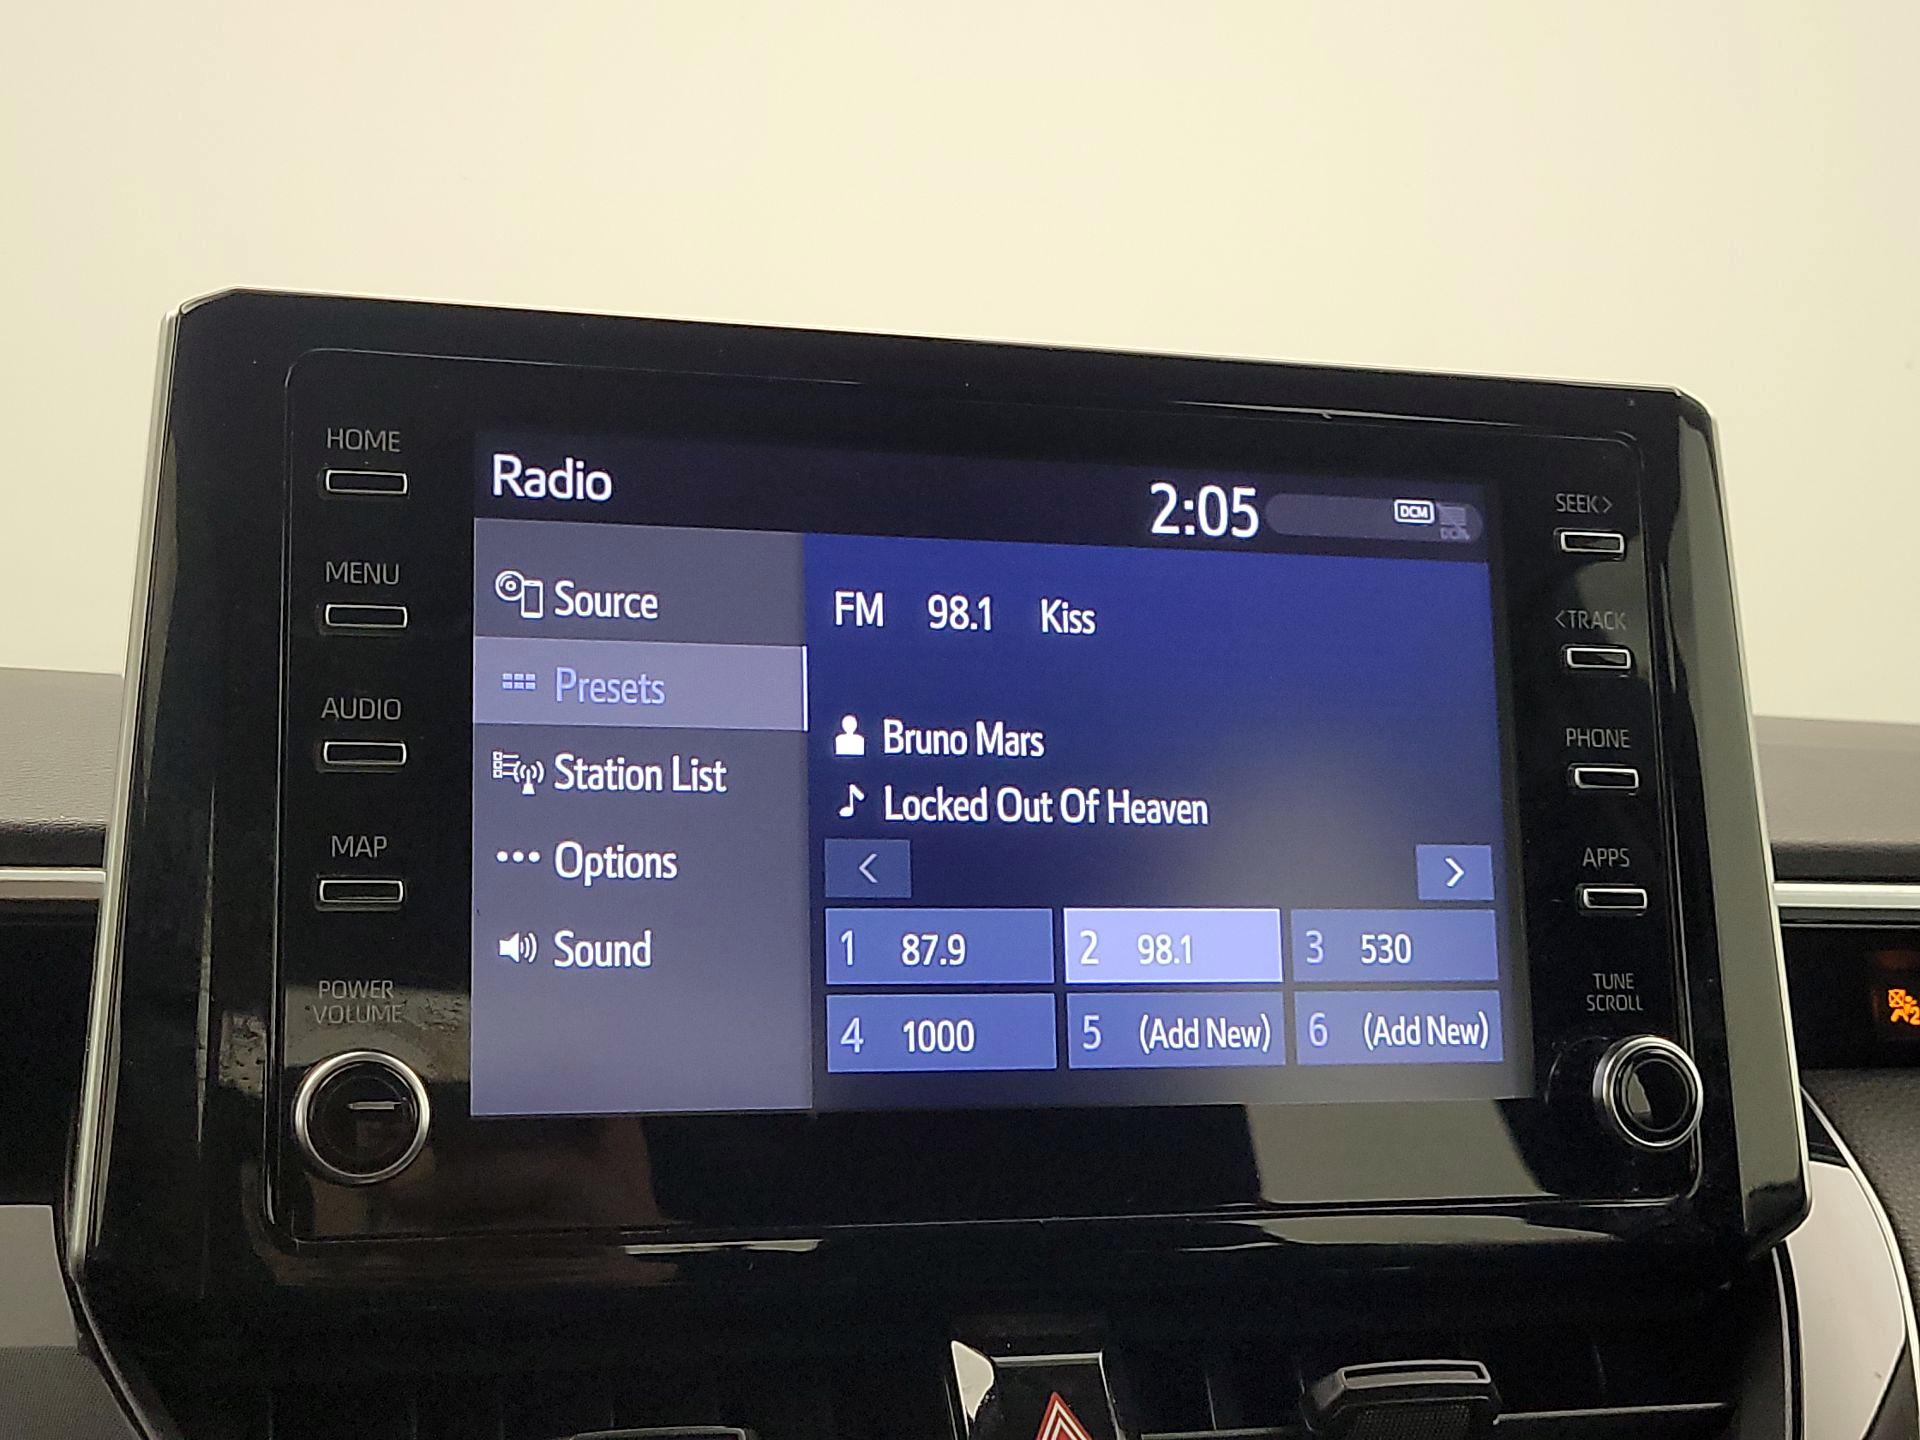 HOME
MENU
AUDIO
MAP
POWER
VOLUME
Radio
2:05
DCM
Source
Presets
Station List
Options
Sound
FM 98.1 Kiss
Bruno Mars
Locked Out Of Heaven
1 87.9
2 98.1
3 530
4 1000
5 (Add New)
6 (Add New)
SEEK>
<TRACK
PHONE
APPS
TUNE
SCROLL